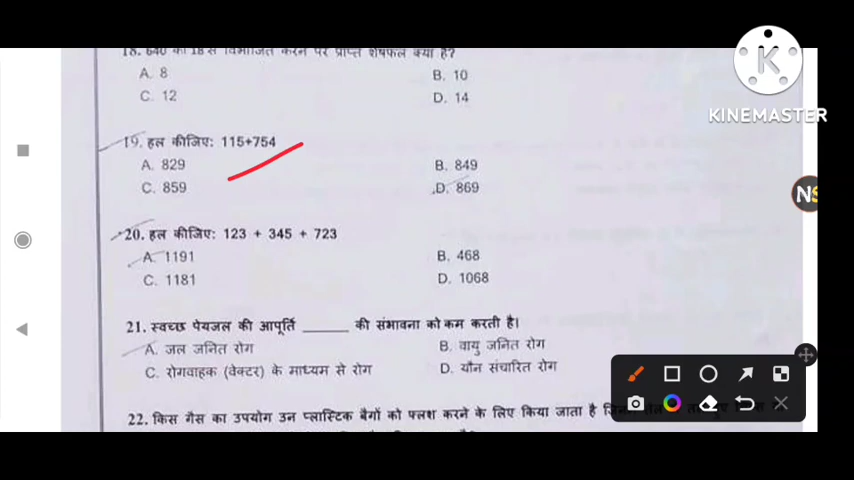 18. 640 को 18 से विभाजित करने पर प्राप्त शेषफल क्या है?
A. 8
B. 10
C. 12
D. 14
KINEMASTER
19. हल कीजिए: 115+754
A. 829
B. 849
C. 859
D. 869
20. हल कीजिए: 123 + 345 + 723
A. 1191
B. 468
C. 1181
D. 1068
21. स्वच्छ पेयजल की आपूर्ति ______ की संभावना को कम करती है।
A. जल जनित रोग
B. वायु जनित रोग
C. रोगवाहक (वेक्टर) के माध्यम से रोग
D. यौन संचारित रोग
22. किस गैस का उपयोग उन प्लास्टिक बैगों को फ्लश करने के लिए किया जाता है